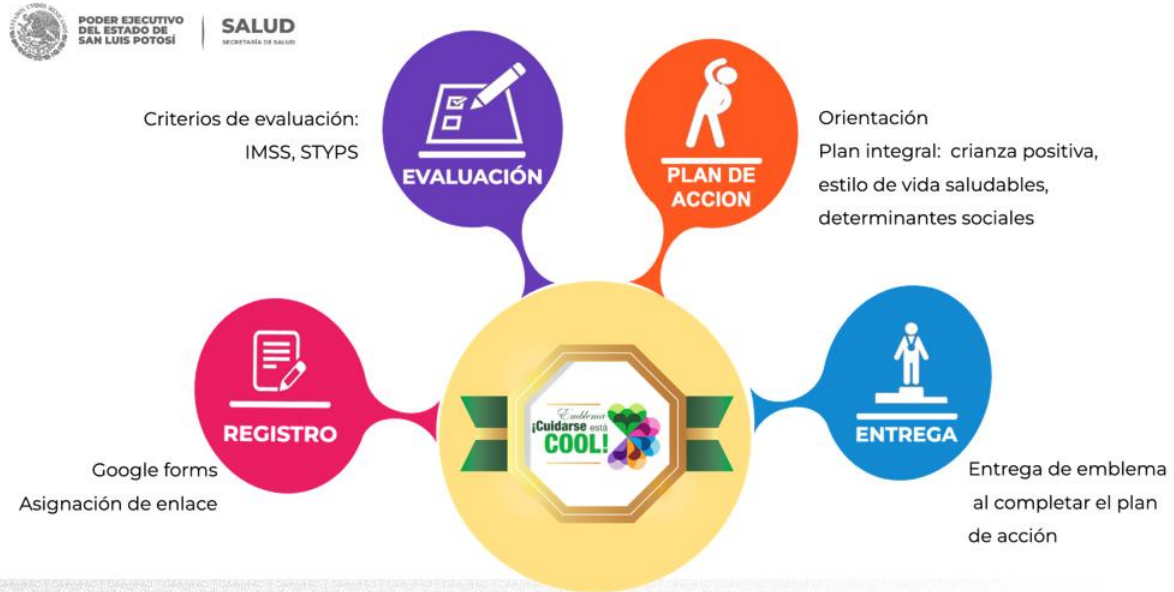 PODER EJECUTIVO
DEL ESTADO DE
SAN LUIS POTOSÍ
SALUD
SECRETARÍA DE SALUD
Criterios de evaluación:
IMSS, STYPS
EVALUACIÓN
PLAN DE
ACCION
Orientación
Plan integral: crianza positiva,
estilo de vida saludables,
determinantes sociales
REGISTRO
Google forms
Asignación de enlace
Emblema
¡Cuidarse está
COOL!
ENTREGA
Entrega de emblema
al completar el plan
de acción